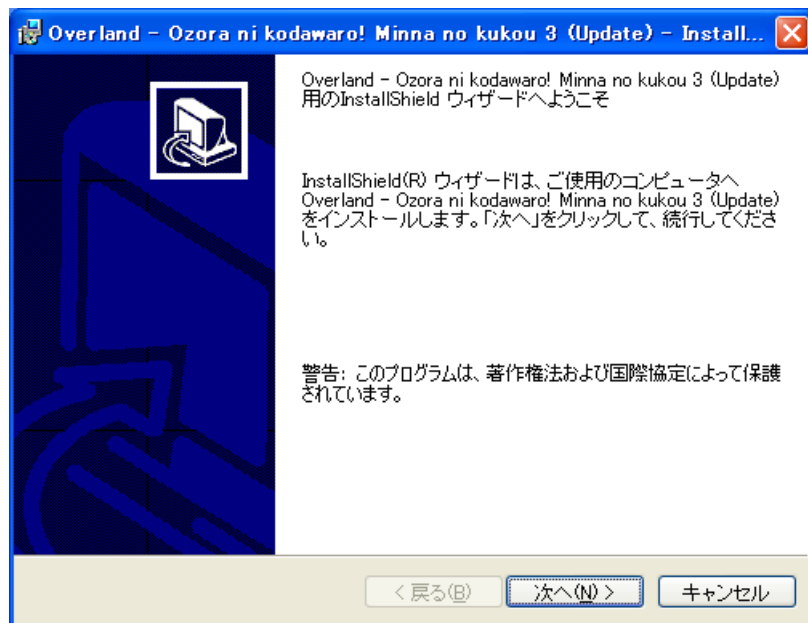 Overland - Ozora ni kodawaro! Minna no kukou 3 (Update) - Install...
Overland - Ozora ni kodawaro! Minna no kukou 3 (Update)
用のInstallShield ウィザードへようこそ
InstallShield(R) ウィザードは、ご使用のコンピュータへ
Overland - Ozora ni kodawaro! Minna no kukou 3 (Update)
をインストールします。「次へ」をクリックして、続行してくださ
い。
警告: このプログラムは、著作権法および国際協定によって保護
されています。
< 戻る(B)
次へ(N) >
キャンセル